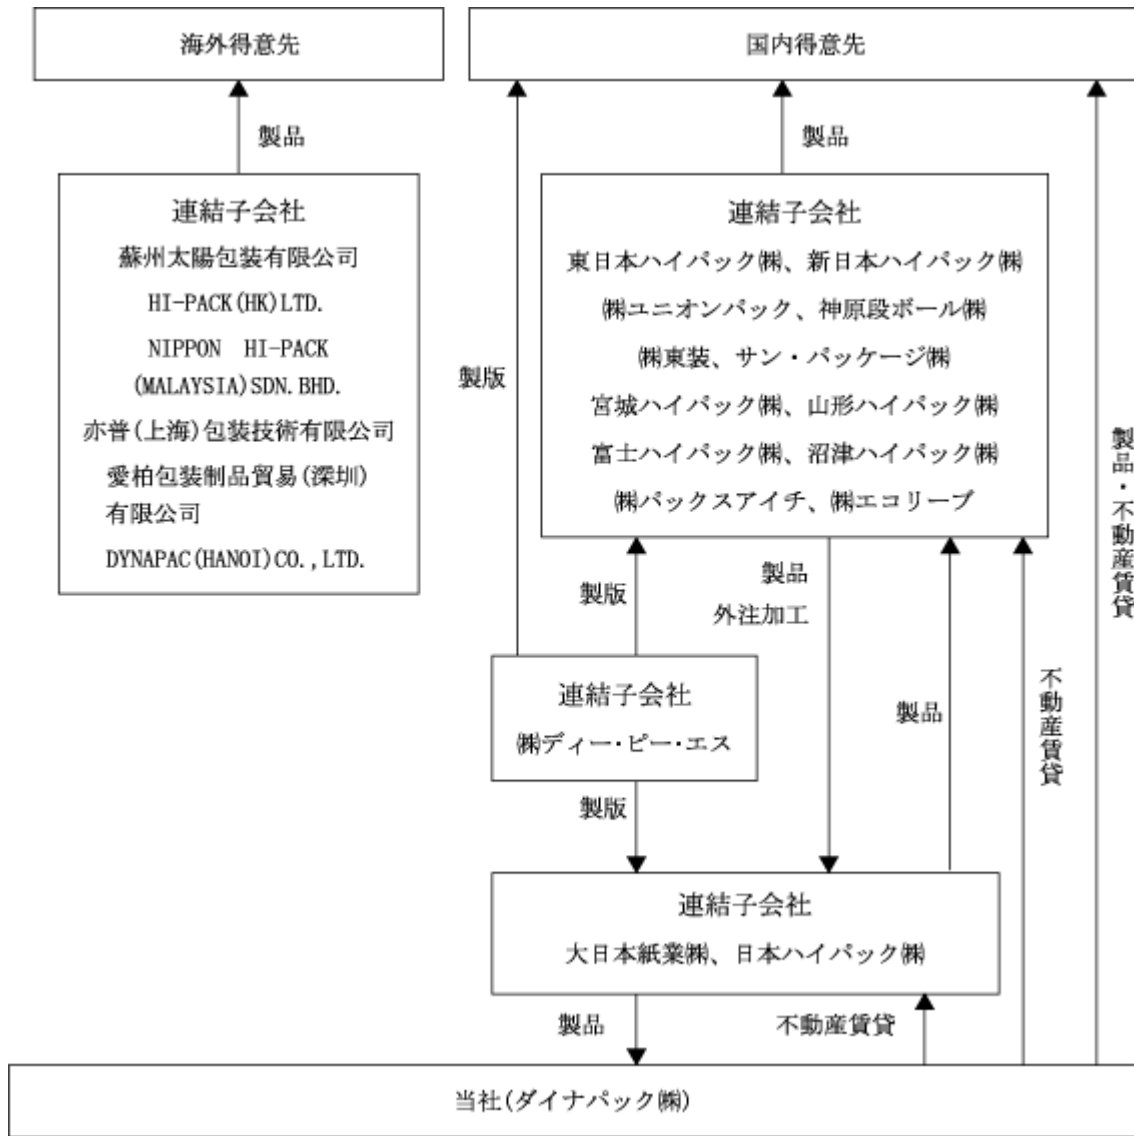 海外得意先
国内得意先
製品
製品
連結子会社
蘇州太陽包装有限公司
HI-PACK(HK)LTD.
NIPPON HI-PACK
(MALAYSIA)SDN.BHD.
亦普(上海)包装技術有限公司
愛柏包装制品貿易(深圳)
有限公司
DYNAPAC(HANOI)CO.,LTD.
連結子会社
東日本ハイパック㈱、新日本ハイパック㈱
㈱ユニオンパック、神原段ボール㈱
㈱東装、サン・パッケージ㈱
宮城ハイパック㈱、山形ハイパック㈱
富士ハイパック㈱、沼津ハイパック㈱
㈱パックスアイチ、㈱エコリーブ
製版
製品・不動産賃貸
製版
製品
外注加工
製品
不動産賃貸
連結子会社
㈱ディー・ピー・エス
製版
連結子会社
大日本紙業㈱、日本ハイパック㈱
製品
不動産賃貸
当社(ダイナパック㈱)